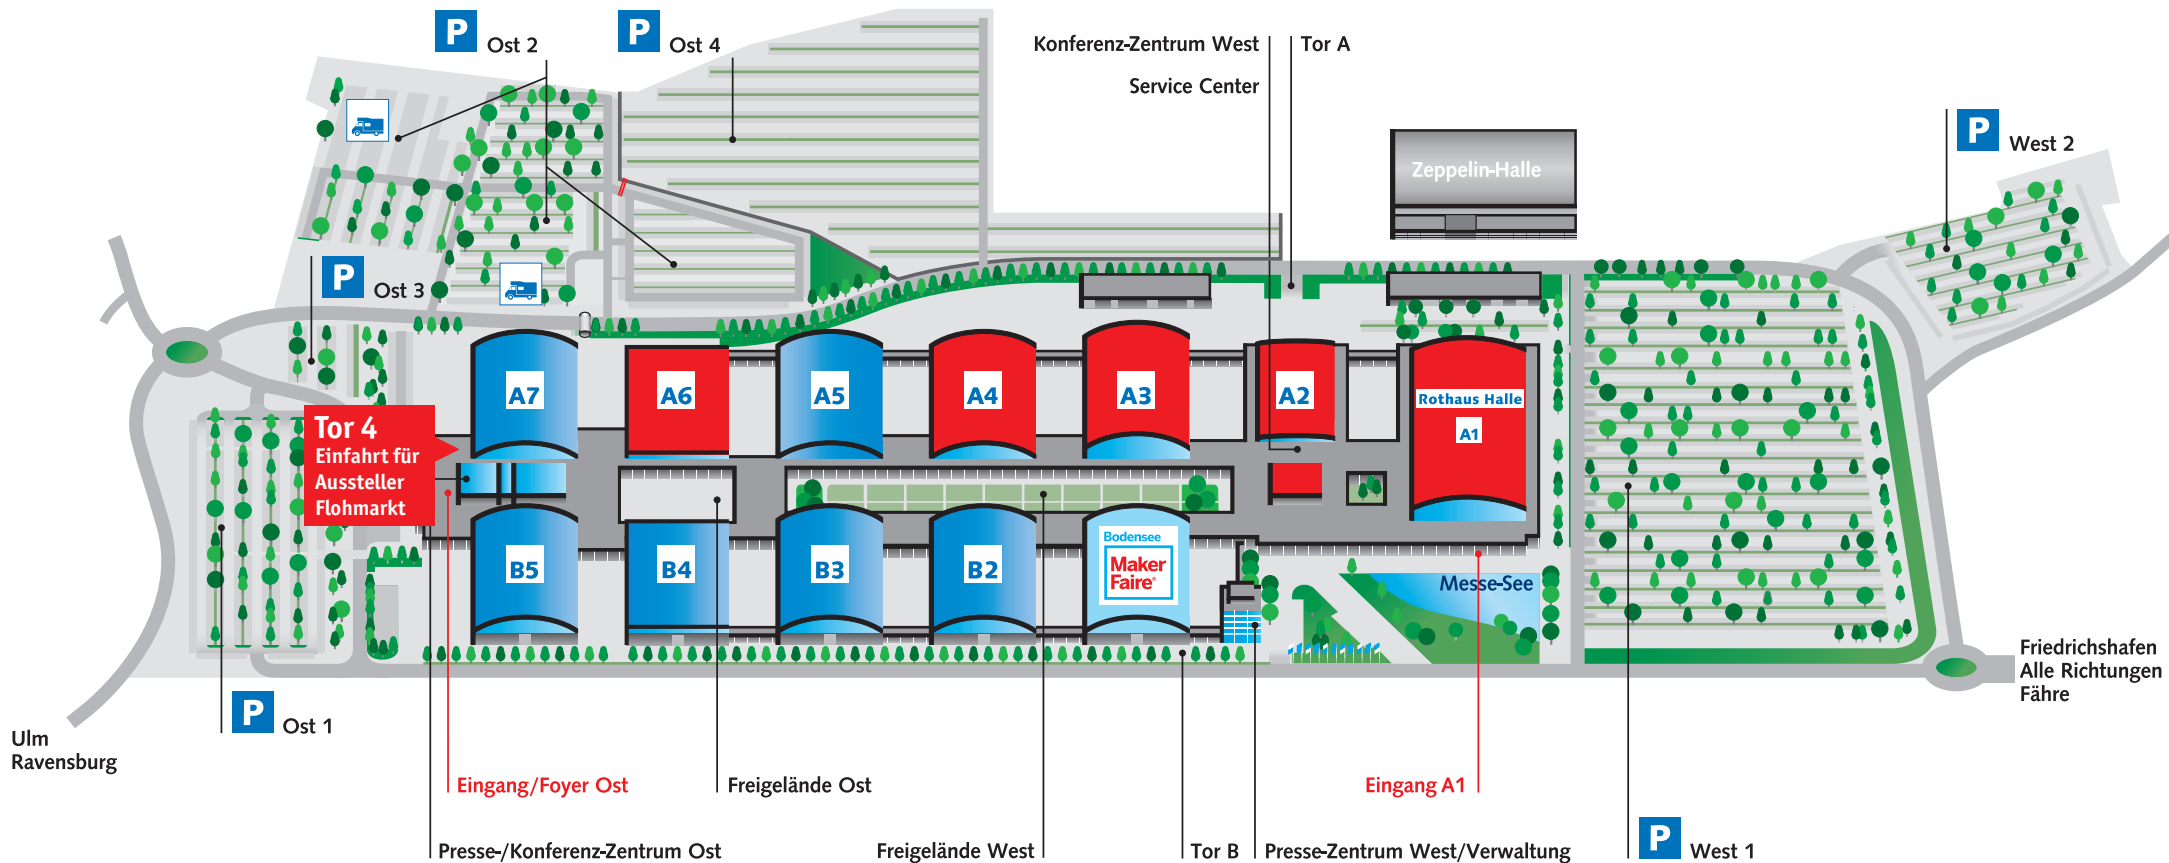 P Ost 2
P Ost 4
Konferenz-Zentrum West
Service Center
Tor A
Zeppelin-Halle
P West 2
P Ost 3
A7
A6
A5
A4
A3
A2
Rothaus Halle
A1
Tor 4
Einfahrt für
Aussteller
Flohmarkt
B5
B4
B3
B2
Bodensee
Maker
Faire®
Messe-See
Friedrichshafen
Alle Richtungen
Fähre
P Ost 1
Ulm
Ravensburg
Eingang/Foyer Ost
Freigelände Ost
Eingang A1
Presse-/Konferenz-Zentrum Ost
Freigelände West
Tor B
Presse-Zentrum West/Verwaltung
P West 1